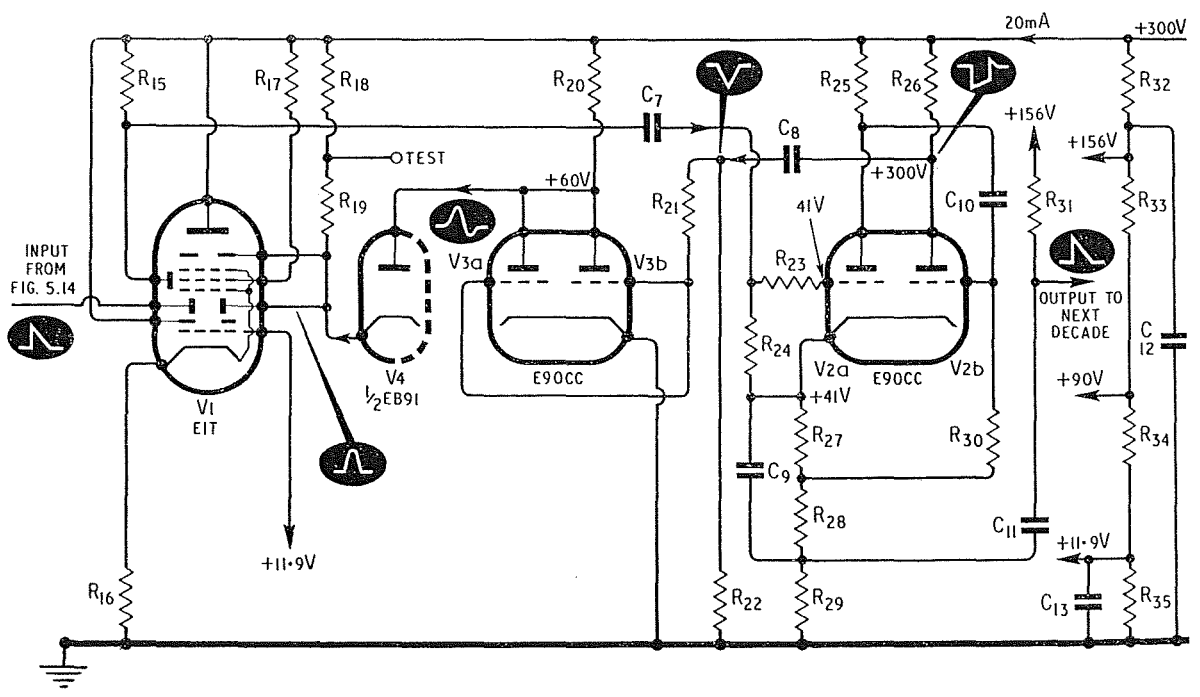 20mA
+300V
R15
R17
R18
R20
R25
R26
R32
C7
C8
+156V
+156V
TEST
+60V
+300V
C10
R19
R21
R31
R33
41V
INPUT
FROM
FIG. 5.14
V3a
V3b
R23
OUTPUT TO
NEXT
DECADE
C
12
R24
V4
1/2EB91
E90CC
V2a
E90CC
V2b
+41V
+90V
V1
E1T
R27
R30
R34
C9
R28
C11
+11·9V
+11·9V
R16
R22
R29
C13
R35